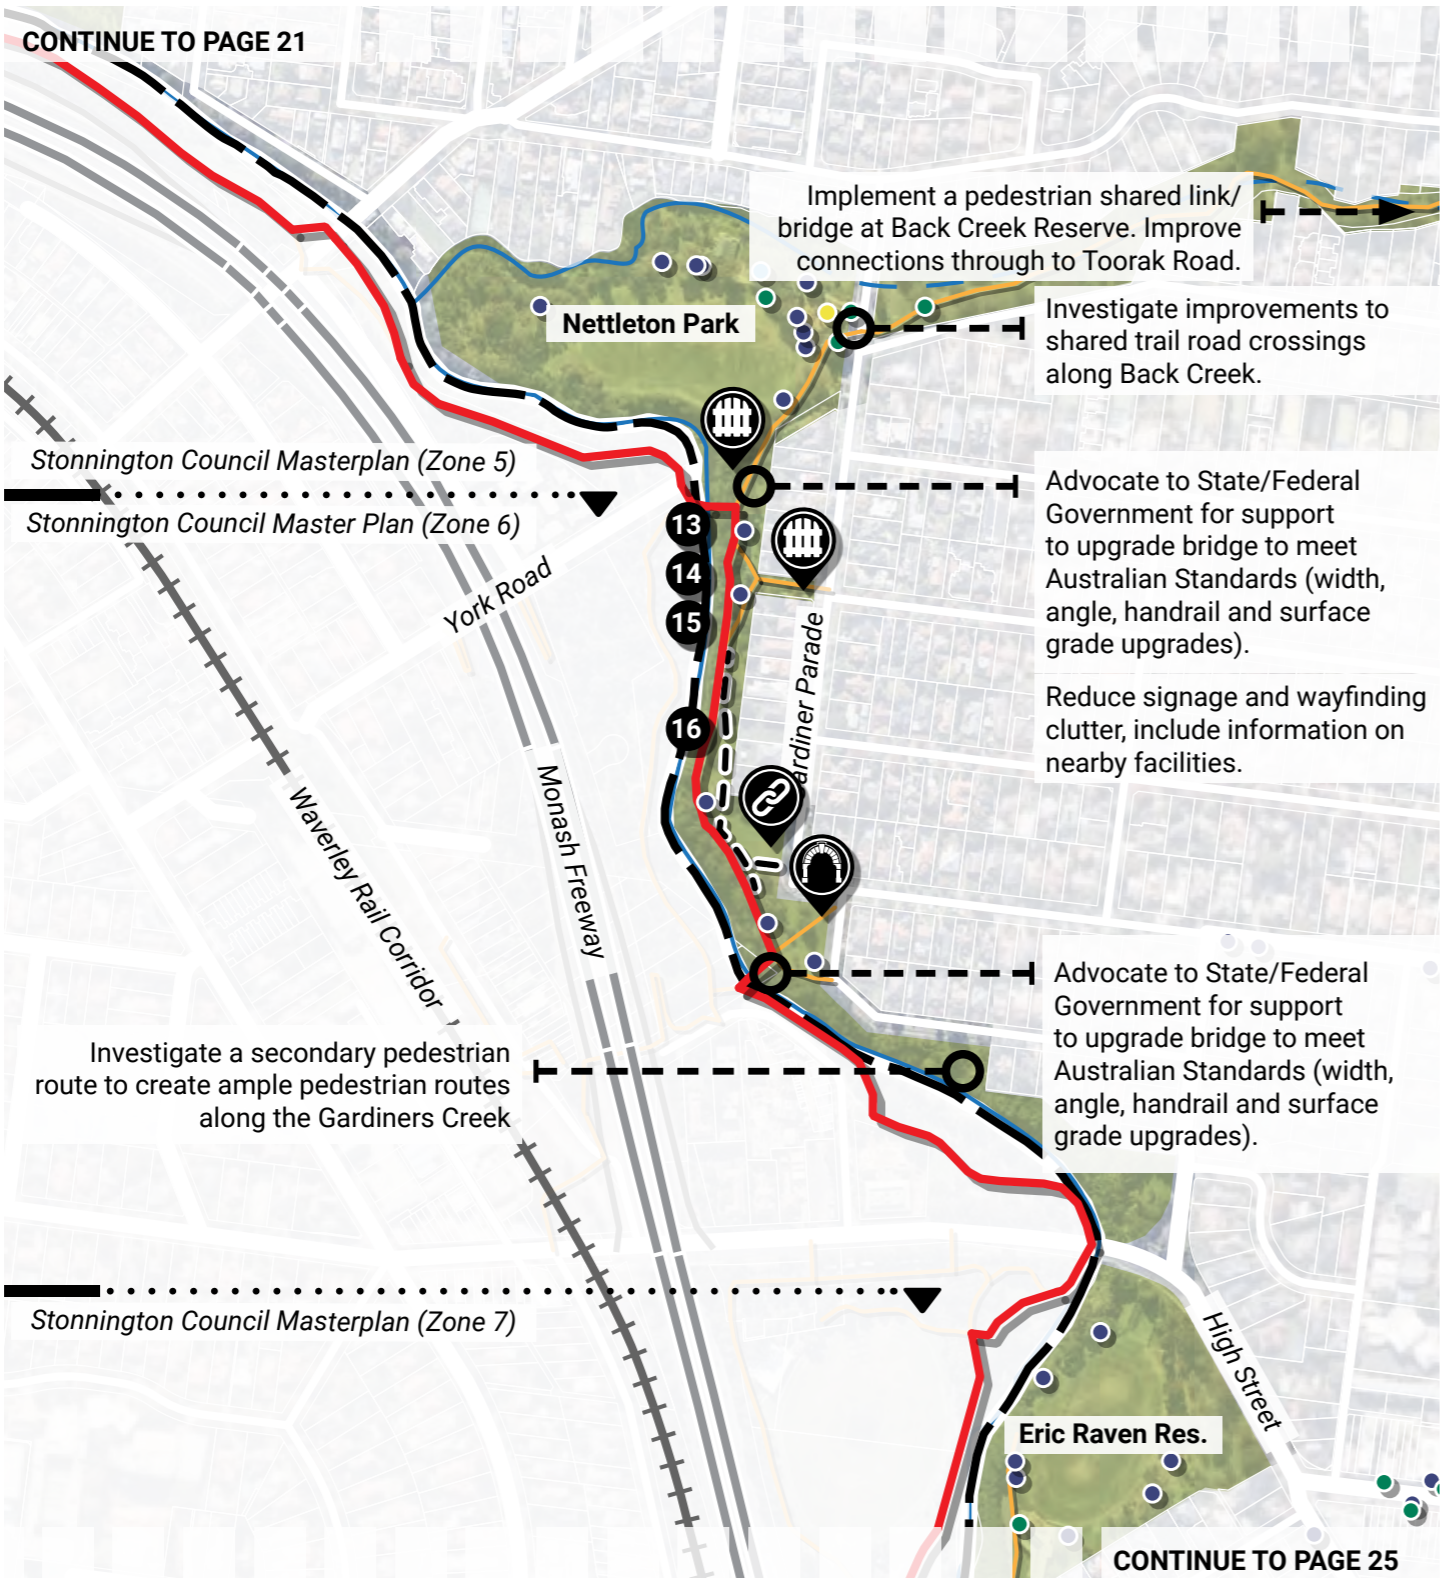 CONTINUE TO PAGE 21
Implement a pedestrian shared link/
bridge at Back Creek Reserve. Improve
connections through to Toorak Road.
Nettleton Park
Investigate improvements to
shared trail road crossings
along Back Creek.
Stonnington Council Masterplan (Zone 5)
Stonnington Council Master Plan (Zone 6)
Advocate to State/Federal
Government for support
to upgrade bridge to meet
Australian Standards (width,
angle, handrail and surface
grade upgrades).
13
14
15
York Road
Reduce signage and wayfinding
clutter, include information on
nearby facilities.
16
ardiner Parade
Monash Freeway
Waverley Rail Corridor
Advocate to State/Federal
Government for support
to upgrade bridge to meet
Australian Standards (width,
angle, handrail and surface
grade upgrades).
Investigate a secondary pedestrian
route to create ample pedestrian routes
along the Gardiners Creek
Stonnington Council Masterplan (Zone 7)
High Street
Eric Raven Res.
CONTINUE TO PAGE 25